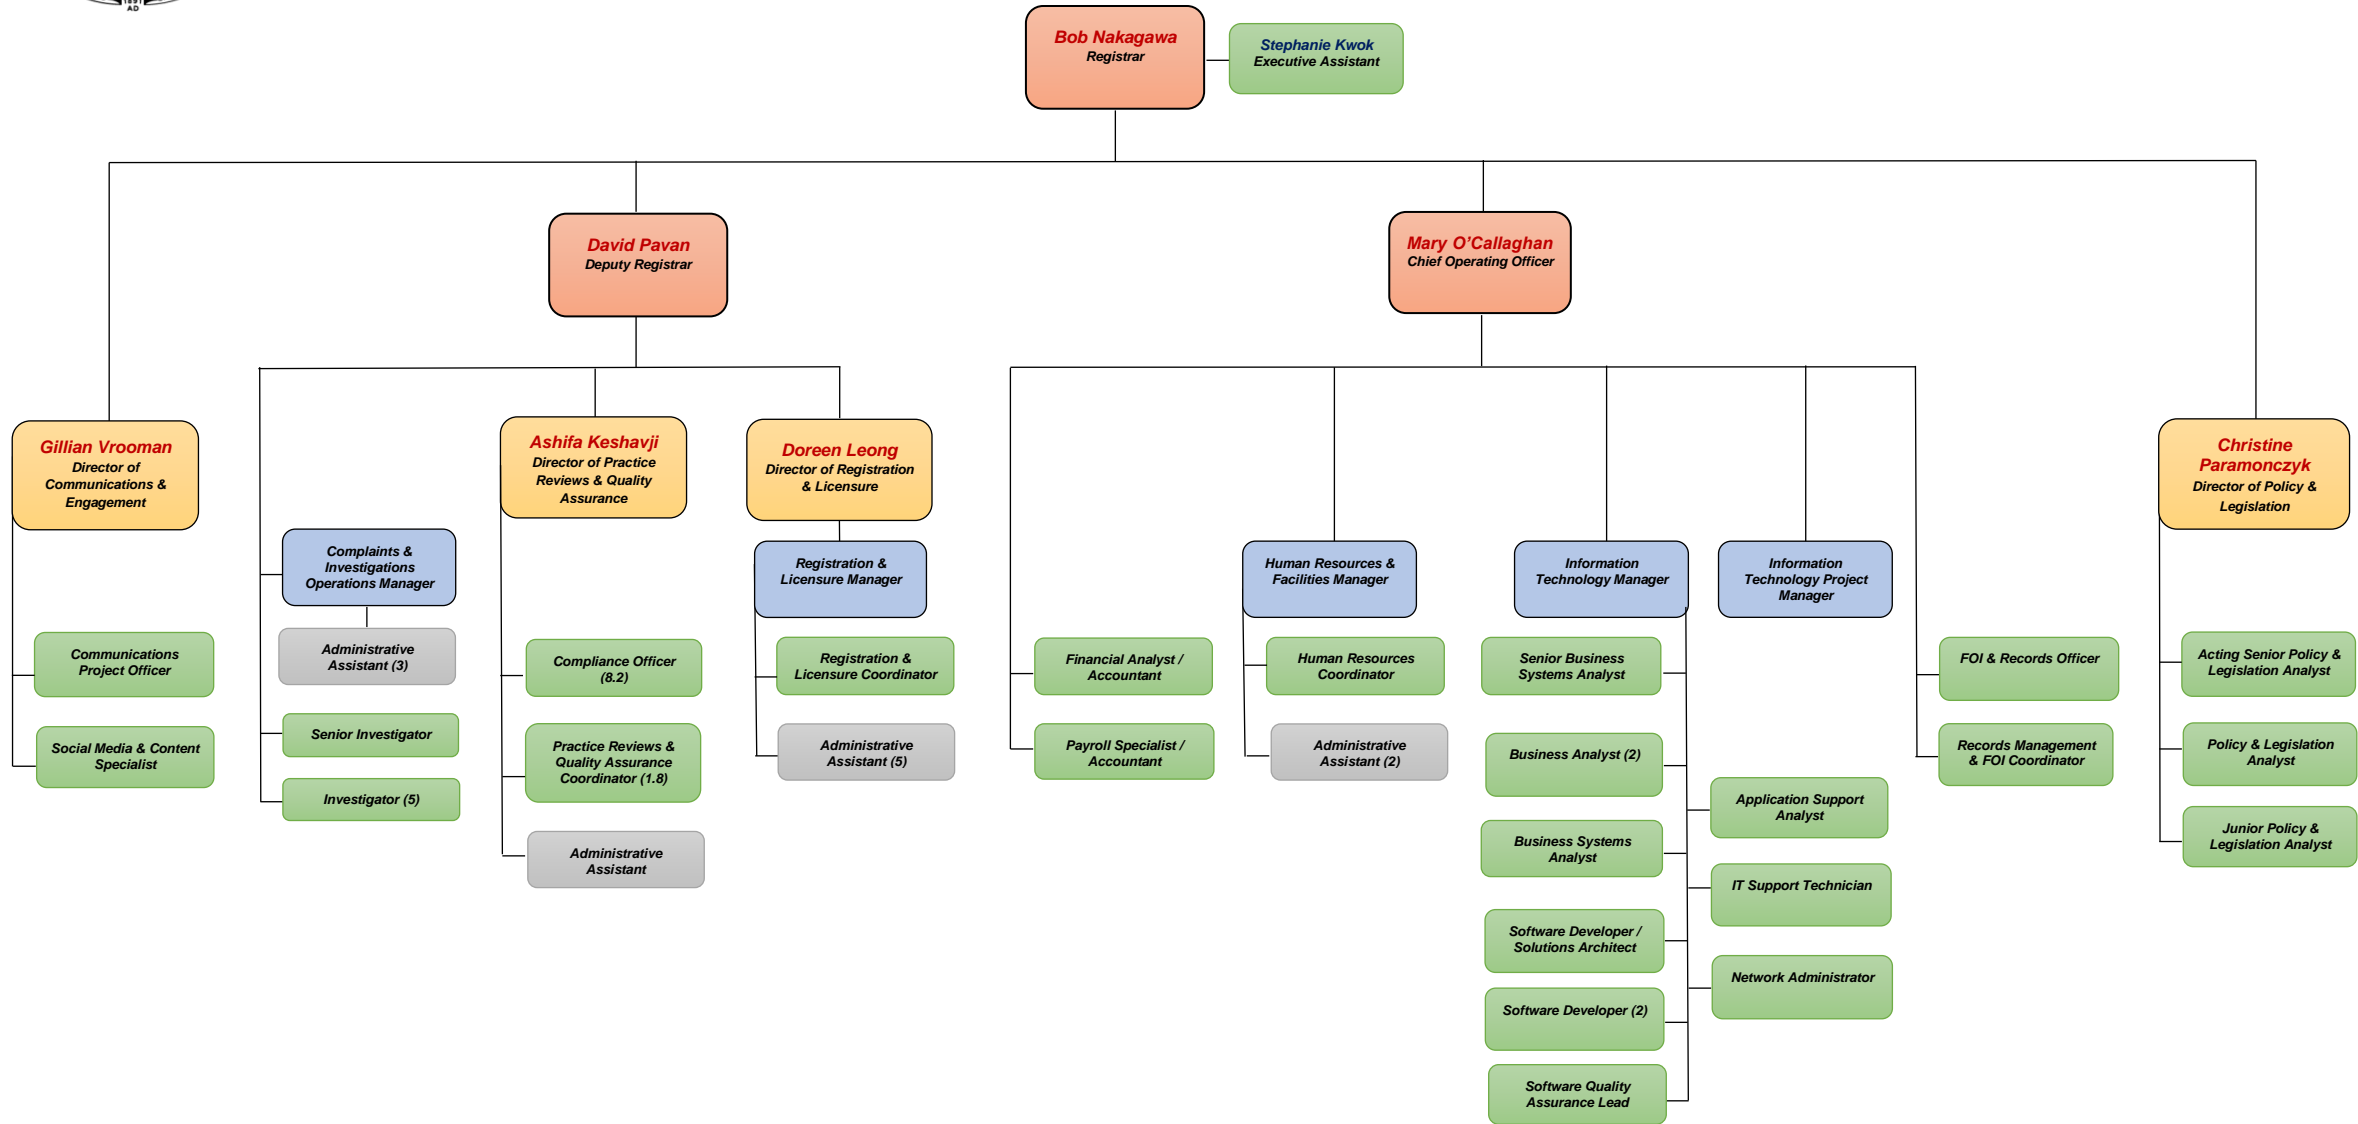 1891
AD
Bob Nakagawa
Registrar
Stephanie Kwok
Executive Assistant
David Pavan
Deputy Registrar
Mary O’Callaghan
Chief Operating Officer
Gillian Vrooman
Director of
Communications &
Engagement
Ashifa Keshavji
Director of Practice
Reviews & Quality
Assurance
Doreen Leong
Director of Registration
& Licensure
Christine
Paramonczyk
Director of Policy &
Legislation
Complaints &
Investigations
Operations Manager
Registration &
Licensure Manager
Human Resources &
Facilities Manager
Information
Technology Manager
Information
Technology Project
Manager
Communications
Project Officer
Social Media & Content
Specialist
Administrative
Assistant (3)
Senior Investigator
Investigator (5)
Compliance Officer
(8.2)
Practice Reviews &
Quality Assurance
Coordinator (1.8)
Administrative
Assistant
Registration &
Licensure Coordinator
Administrative
Assistant (5)
Financial Analyst /
Accountant
Payroll Specialist /
Accountant
Human Resources
Coordinator
Administrative
Assistant (2)
Senior Business
Systems Analyst
Business Analyst (2)
Business Systems
Analyst
Software Developer /
Solutions Architect
Software Developer (2)
Software Quality
Assurance Lead
Application Support
Analyst
IT Support Technician
Network Administrator
FOI & Records Officer
Records Management
& FOI Coordinator
Acting Senior Policy &
Legislation Analyst
Policy & Legislation
Analyst
Junior Policy &
Legislation Analyst